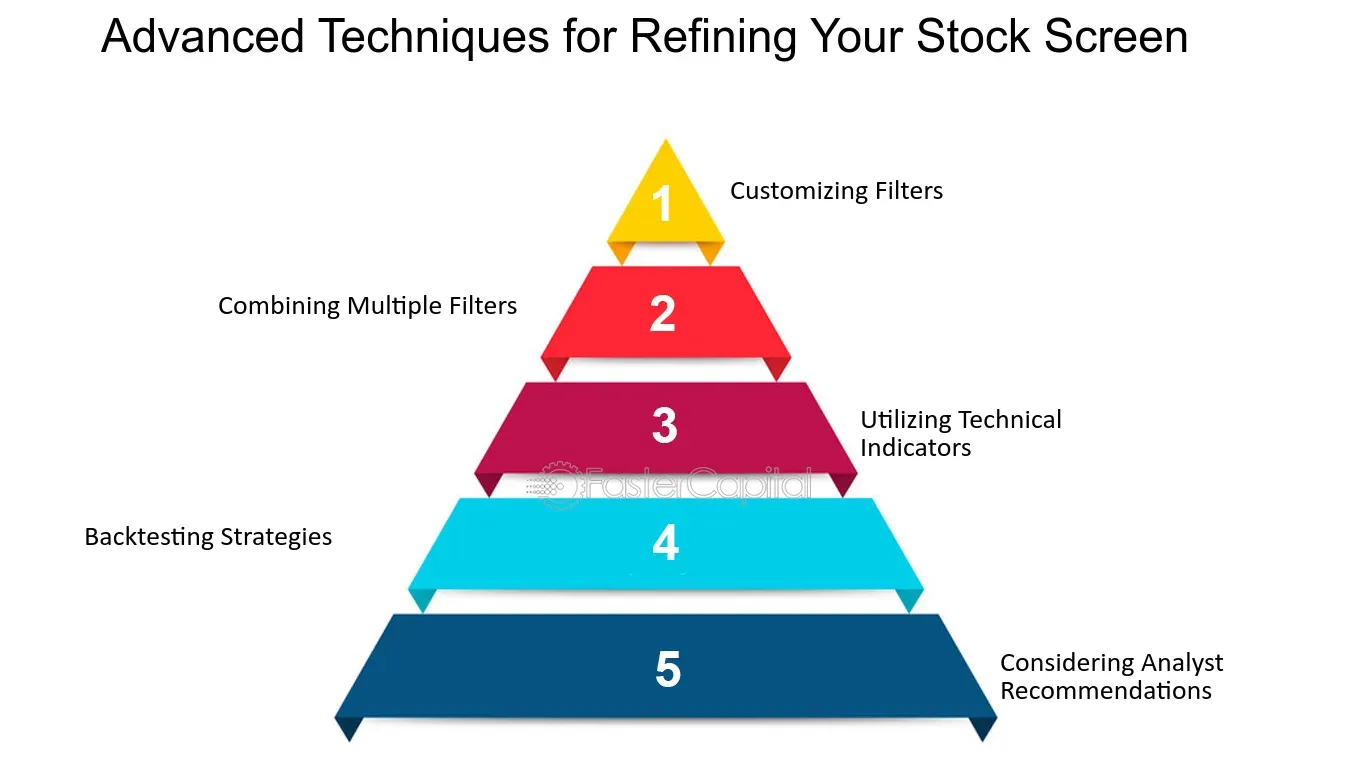 Advanced Techniques for Refining Your Stock Screen
1
Customizing Filters
Combining Multiple Filters
2
3
Utilizing Technical
Indicators
FasterCapital
Backtesting Strategies
4
5
Considering Analyst
Recommendations